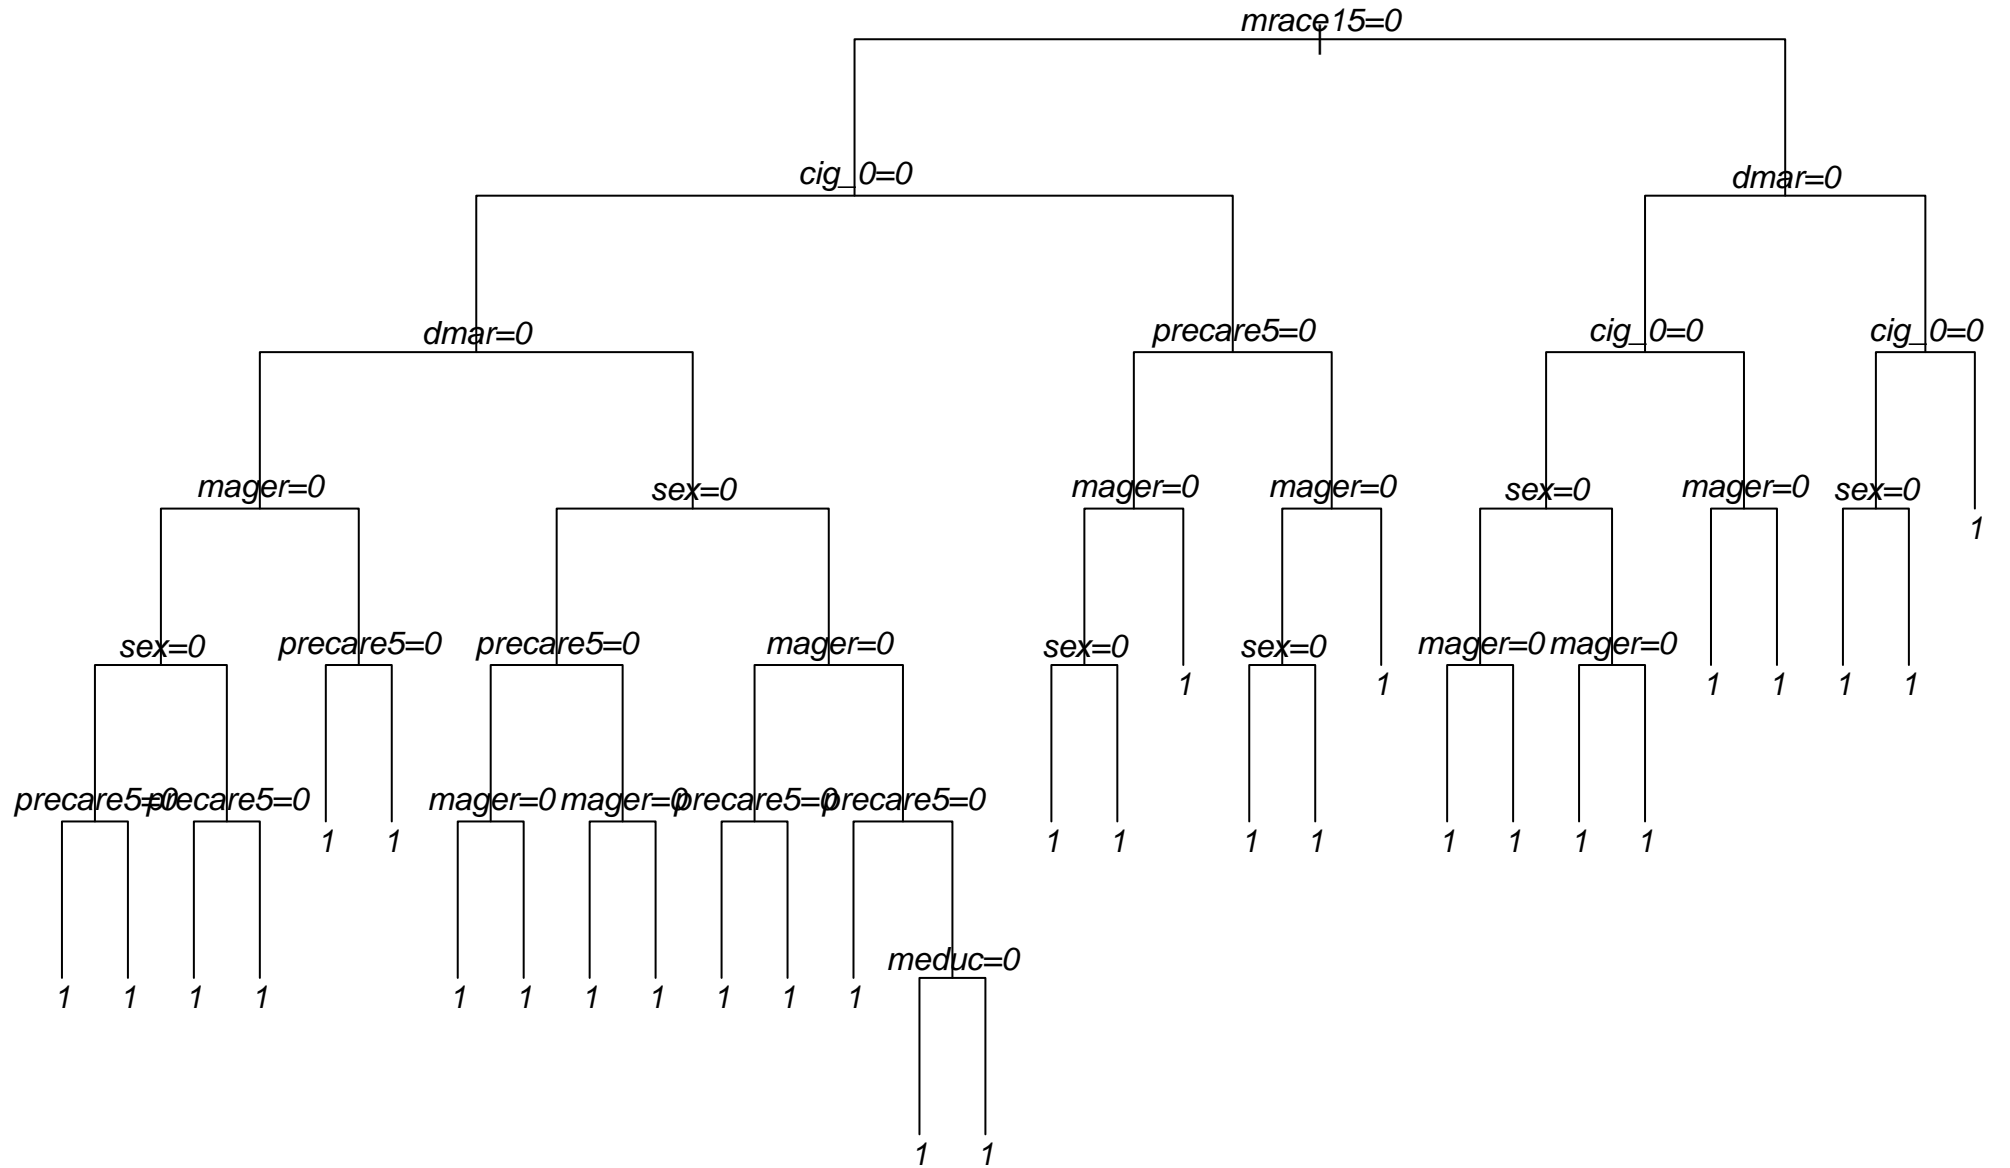 mrace15=0
cig_0=0 dmar=0
dmar=0 precare5=0 cig_0=0 cig_0=0
mager=0 sex=0 mager=0 mager=0 sex=0 mager=0 sex=0 1
sex=0 precare5=0 precare5=0 mager=0 sex=0 1 sex=0 1 mager=0 mager=0 1 1 1 1
precare5=0 precare5=0 1 1 mager=0 mager=0 precare5=0 precare5=0 1 1 1 1 1 1 1 1
1 1 1 1 1 1 1 1 1 1 1 meduc=0
1 1